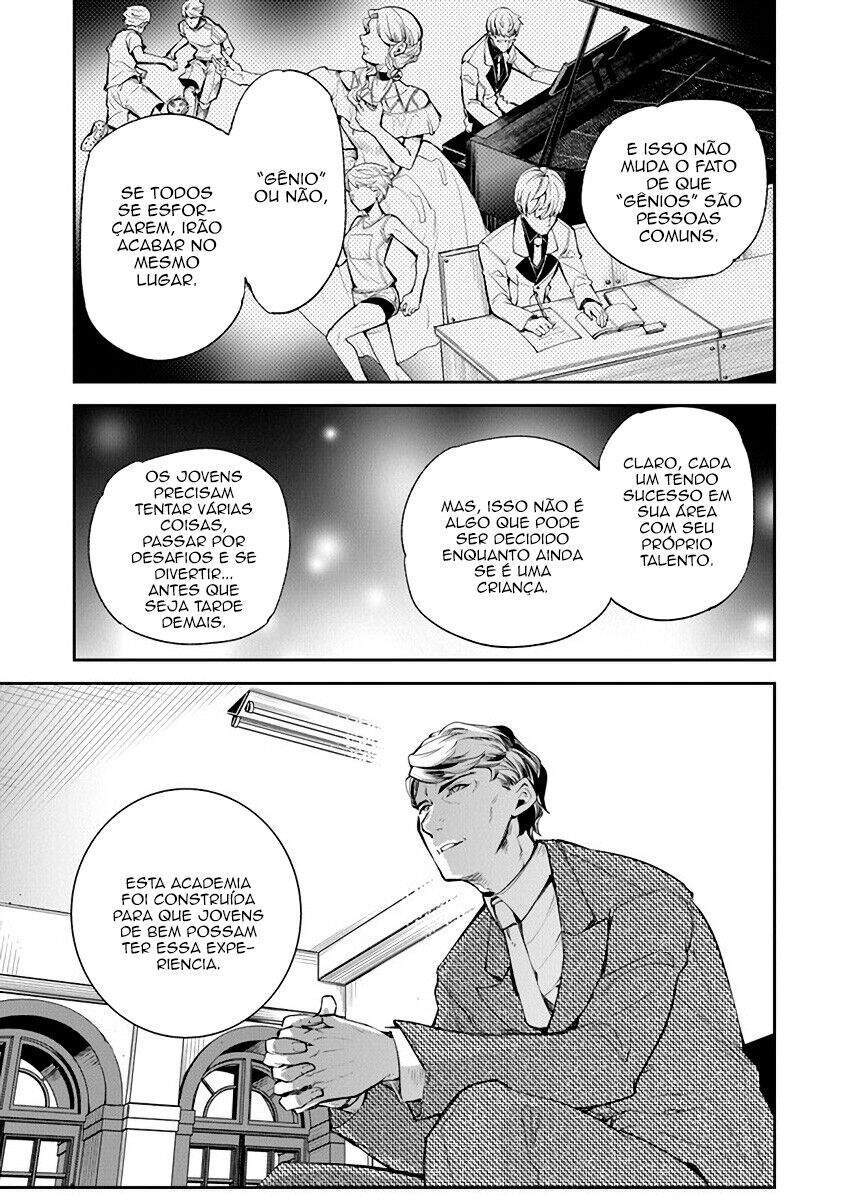 E ISSO NÃO
MUDA O FATO
DE QUE
“GÊNIOS” SÃO
PESSOAS
COMUNS.
“GÊNIO”
OU NÃO,
SE TODOS
SE ESFOR-
ÇAREM, IRÃO
ACABAR NO
MESMO
LUGAR.
CLARO, CADA
UM TENDO
SUCESSO EM
SUA ÁREA
COM SEU
PRÓPRIO
TALENTO.
MAS, ISSO NÃO É
ALGO QUE PODE
SER DECIDIDO
ENQUANTO AINDA
SE É UMA
CRIANÇA.
OS JOVENS
PRECISAM
TENTAR VÁRIAS
COISAS,
PASSAR POR
DESAFIOS E SE
DIVERTIR...
ANTES QUE
SEJA TARDE
DEMAIS.
ESTA ACADEMIA
FOI CONSTRUÍDA
PARA QUE JOVENS
DE BEM POSSAM
TER ESSA EXPE-
RIENCIA.